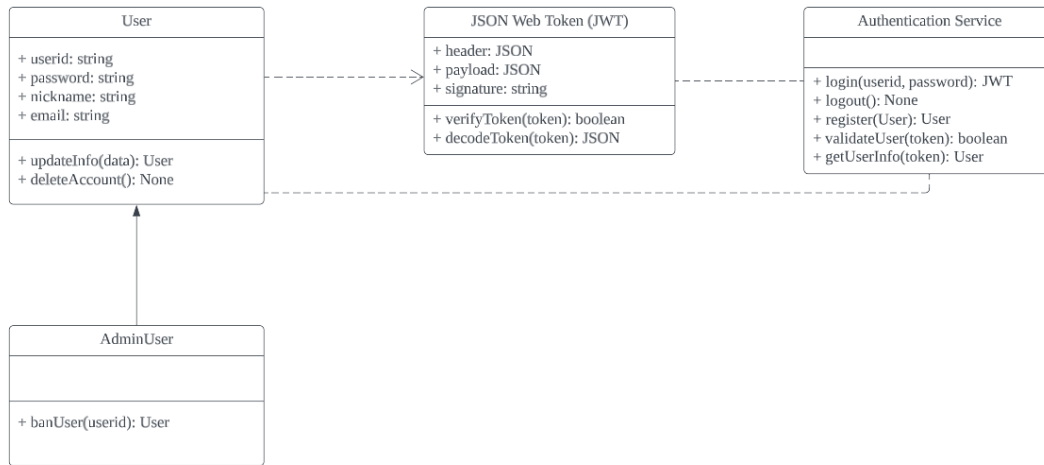 User
+ userid: string
+ password: string
+ nickname: string
+ email: string
+ updateInfo(data): User
+ deleteAccount(): None
JSON Web Token (JWT)
+ header: JSON
+ payload: JSON
+ signature: string
+ verifyToken(token): boolean
+ decodeToken(token): JSON
Authentication Service
+ login(userid, password): JWT
+ logout(): None
+ register(User): User
+ validateUser(token): boolean
+ getUserInfo(token): User
AdminUser
+ banUser(userid): User